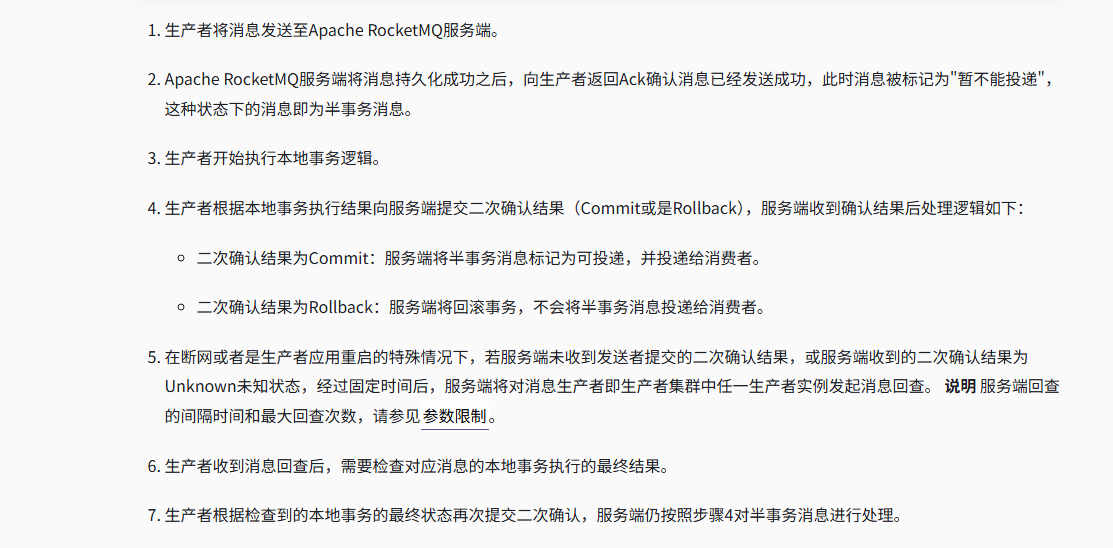 1. 生产者将消息发送至Apache RocketMQ服务端。
2. Apache RocketMQ服务端将消息持久化成功之后，向生产者返回Ack确认消息已经发送成功，此时消息被标记为"暂不能投递"，
这种状态下的消息即为半事务消息。
3. 生产者开始执行本地事务逻辑。
4. 生产者根据本地事务执行结果向服务端提交二次确认结果（Commit或是Rollback），服务端收到确认结果后处理逻辑如下：
○ 二次确认结果为Commit：服务端将半事务消息标记为可投递，并投递给消费者。
○ 二次确认结果为Rollback：服务端将回滚事务，不会将半事务消息投递给消费者。
5. 在断网或者是生产者应用重启的特殊情况下，若服务端未收到发送者提交的二次确认结果，或服务端收到的二次确认结果为
Unknown未知状态，经过固定时间后，服务端将对消息生产者即生产者集群中任一生产者实例发起消息回查。 说明 服务端回查
的间隔时间和最大回查次数，请参见参数限制。
6. 生产者收到消息回查后，需要检查对应消息的本地事务执行的最终结果。
7. 生产者根据检查到的本地事务的最终状态再次提交二次确认，服务端仍按照步骤4对半事务消息进行处理。